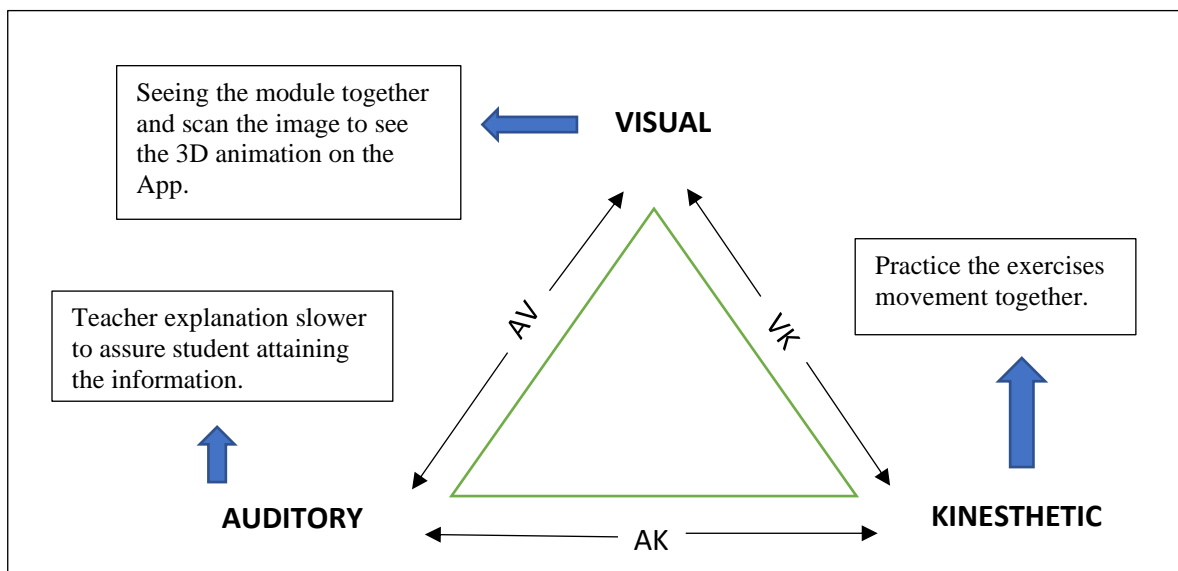 Seeing the module together
and scan the image to see
the 3D animation on the
App.
VISUAL
Practice the exercises
movement together.
Teacher explanation slower
to assure student attaining
the information.
AV
VK
AUDITORY
KINESTHETIC
AK